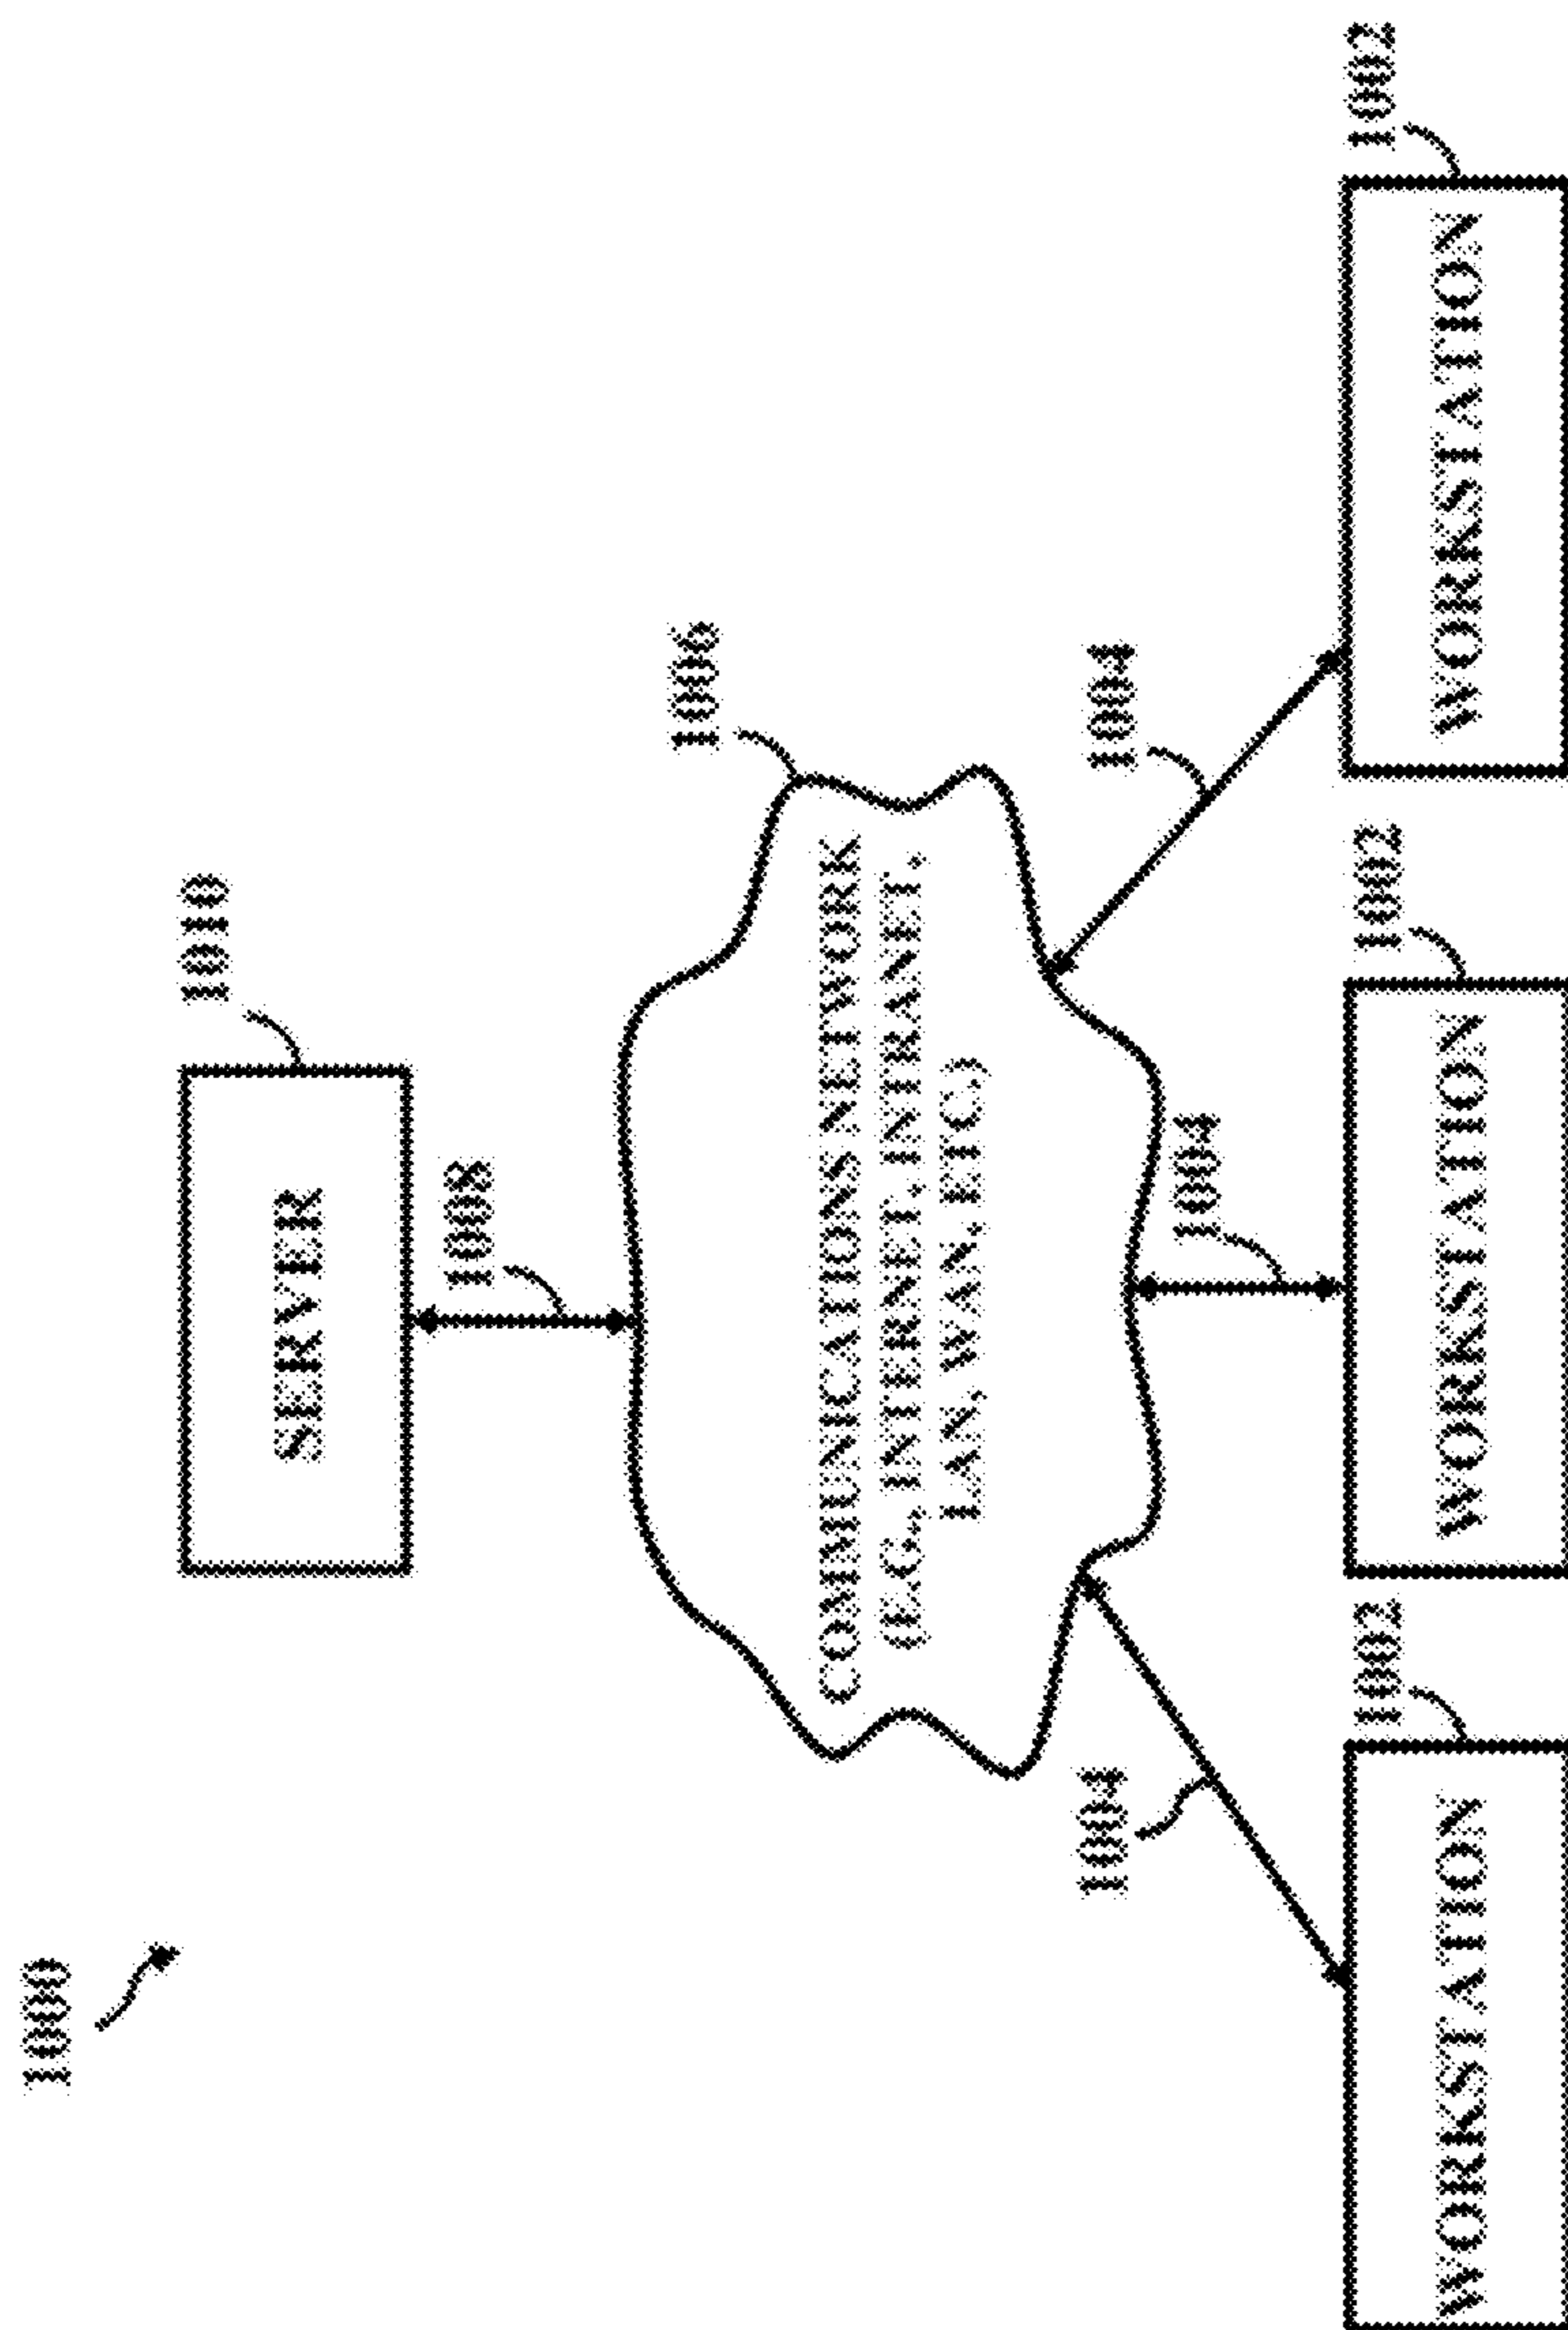 1000
SERVER
1010
1008
1006
COMMUNICATIONS NETWORK
(E.G., INTERNET, INTRANET,
LAN, WAN, ETC.)
1004
1004
1004
1002
1002
1002
WORKSTATION
WORKSTATION
WORKSTATION